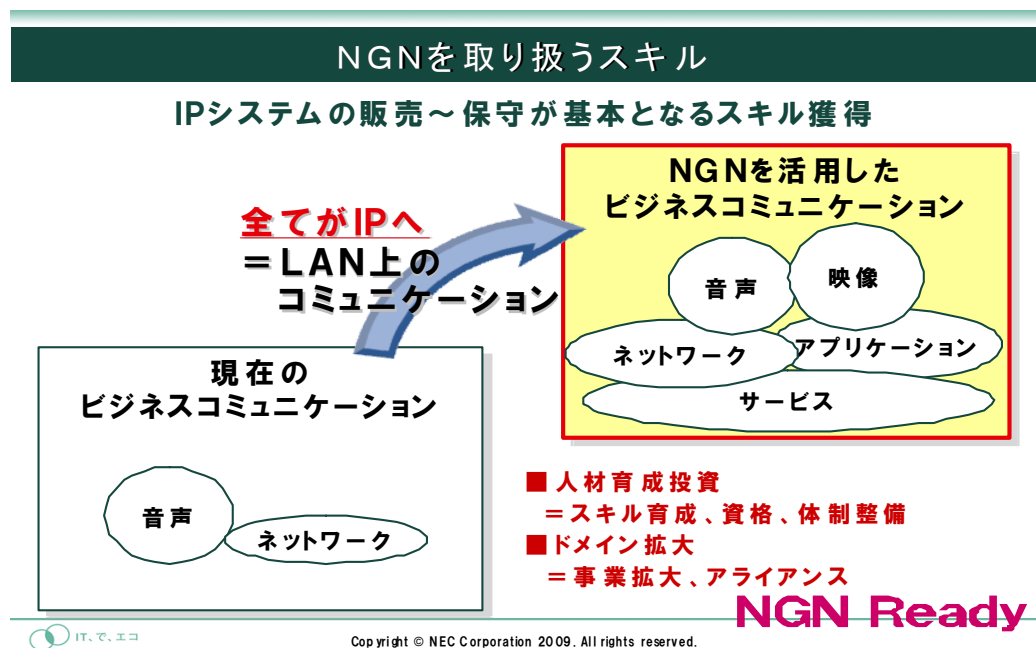 NGNを取り扱うスキル
IPシステムの販売~保守が基本となるスキル獲得
NGNを活用した
ビジネスコミュニケーション
全てがIPへ
=LAN上の
コミュニケーション
音声
映像
ネットワーク
アプリケーション
サービス
現在の
ビジネスコミュニケーション
音声
ネットワーク
■ 人材育成投資
=スキル育成、資格、体制整備
■ドメイン拡大
=事業拡大、アライアンス
NGN Ready
IT、で、エコ
Copyright © NEC Corporation 2009. All rights reserved.